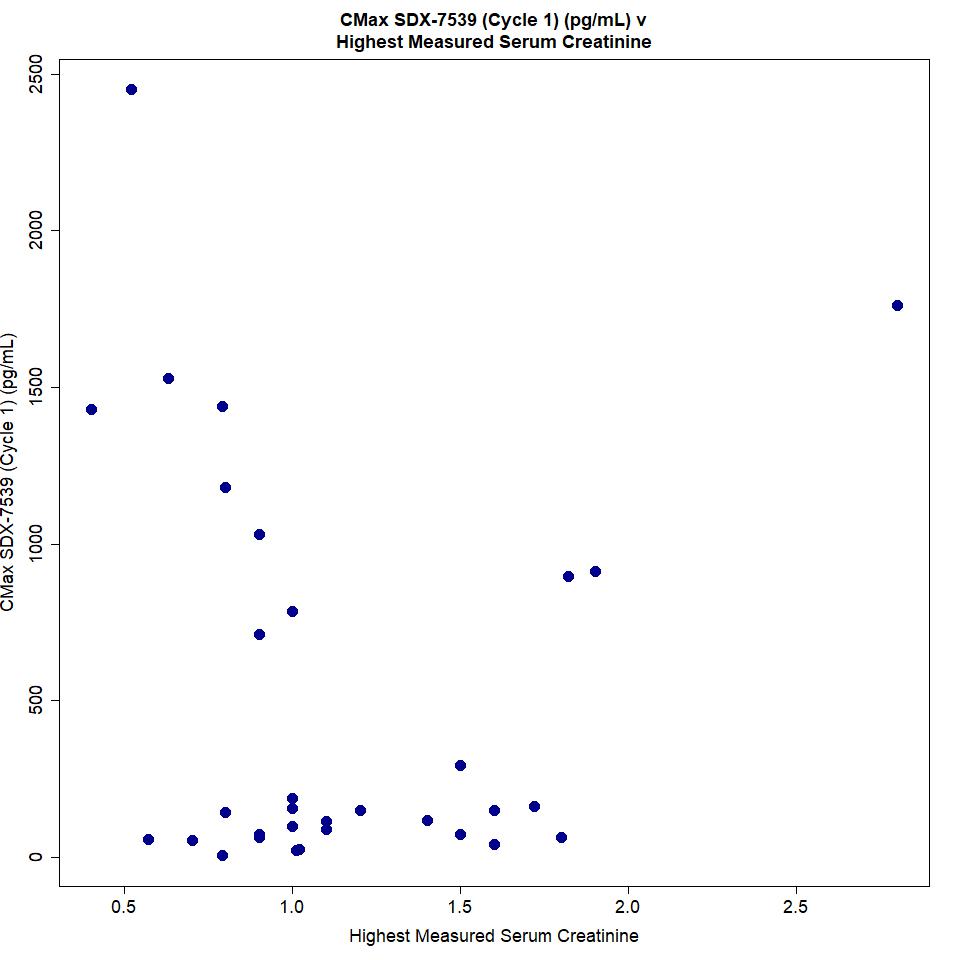 CMax SDX-7539 (Cycle 1) (pg/mL) v
Highest Measured Serum Creatinine
CMax SDX-7539 (Cycle 1) (pg/mL)
2500
2000
1500
1000
500
0
0.5 1.0 1.5 2.0 2.5
Highest Measured Serum Creatinine